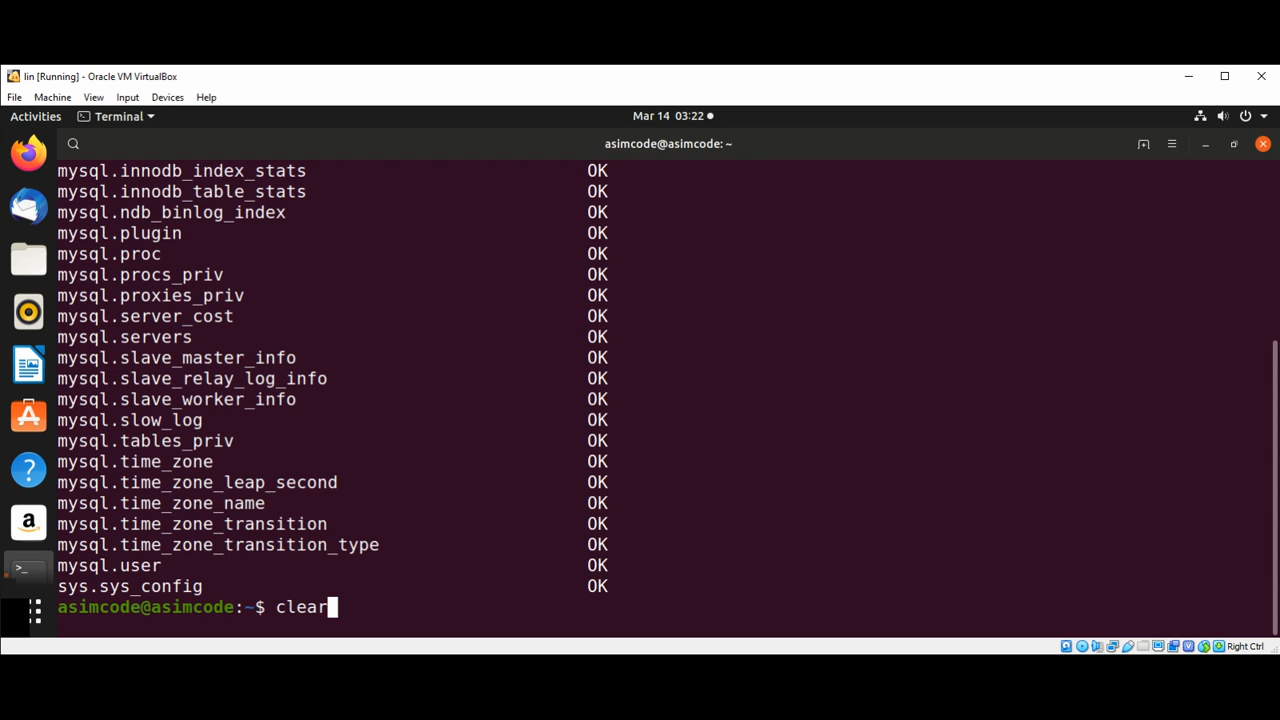 lin [Running] - Oracle VM VirtualBox
File Machine View Input Devices Help
Activities Terminal Mar 14 03:22
asimcode@asimcode: ~
mysql.innodb_index_stats OK
mysql.innodb_table_stats OK
mysql.ndb_binlog_index OK
mysql.plugin OK
mysql.proc OK
mysql.procs_priv OK
mysql.proxies_priv OK
mysql.server_cost OK
mysql.servers OK
mysql.slave_master_info OK
mysql.slave_relay_log_info OK
mysql.slave_worker_info OK
mysql.slow_log OK
mysql.tables_priv OK
mysql.time_zone OK
mysql.time_zone_leap_second OK
mysql.time_zone_name OK
mysql.time_zone_transition OK
mysql.time_zone_transition_type OK
mysql.user OK
sys.sys_config OK
asimcode@asimcode:~$ clear
Right Ctrl